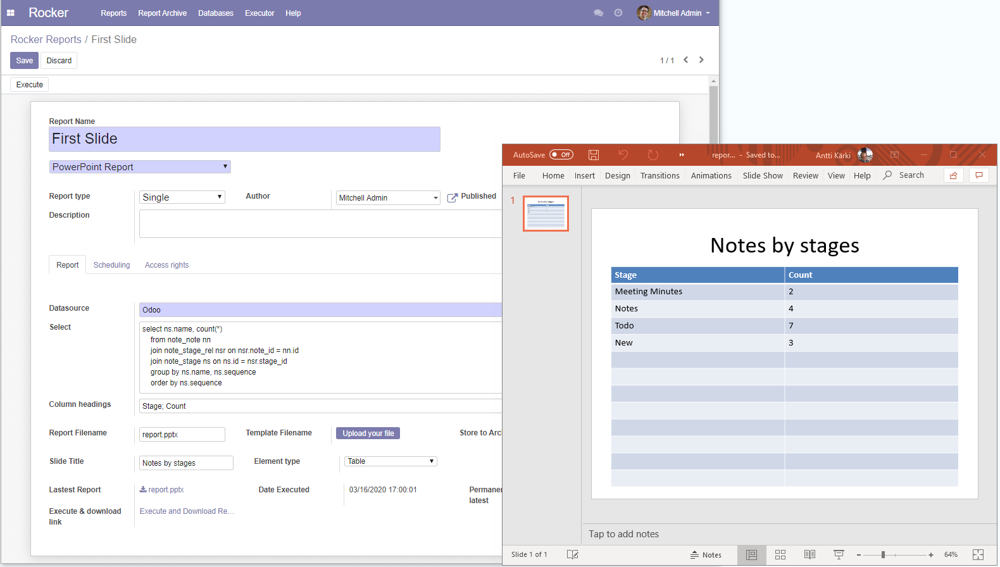 Rocker Reports Report Archive Databases Executor Help Mitchell Admin
Rocker Reports / First Slide
Save Discard 1 / 1
Execute
Report Name
First Slide
PowerPoint Report
Report type Single Author Mitchell Admin Published
Description
Report Scheduling Access rights
Datasource Odoo
Select
select ns.name, count(*)
from note_note nn
join note_stage_rel nsr on nsr.note_id = nn.id
join note_stage ns on ns.id = nsr.stage_id
group by ns.name, ns.sequence
order by ns.sequence
Column headings Stage; Count
Report Filename report.pptx Template Filename Upload your file Store to Arc
Slide Title Notes by stages Element type Table
Lastest Report report.pptx Date Executed 03/16/2020 17:00:01 Permaner
latest
Execute & download Execute and Download Re...
link
AutoSave Off repor... - Saved to... Antti Kärki
File Home Insert Design Transitions Animations Slide Show Review View Help Search
1
Notes by stages
Notes by stages
Stage Count
Meeting Minutes 2
Notes 4
Todo 7
New 3
Tap to add notes
Slide 1 of 1 Notes 64%